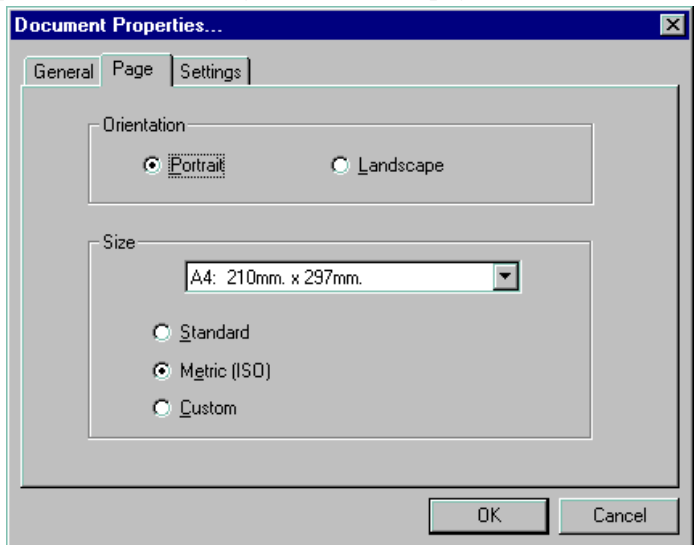 Document Properties...
General Page Settings
Orientation
Portrait Landscape
Size
A4: 210mm. x 297mm.
Standard
Metric (ISO)
Custom
OK Cancel